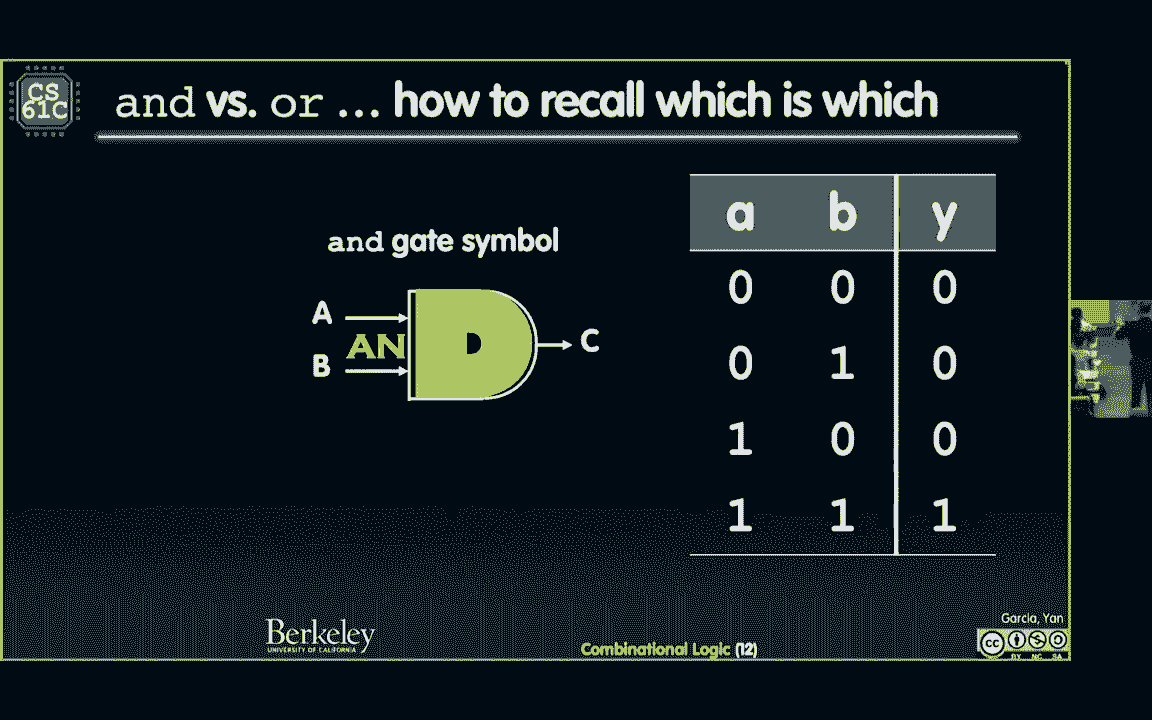 CS
61C
and vs. or ... how to recall which is which
and gate symbol
A
AND
B
C
a b y
0 0 0
0 1 0
1 0 0
1 1 1
Berkeley
UNIVERSITY OF CALIFORNIA
Combinational Logic (12)
Garcia, Yan
cc
BY NC SA